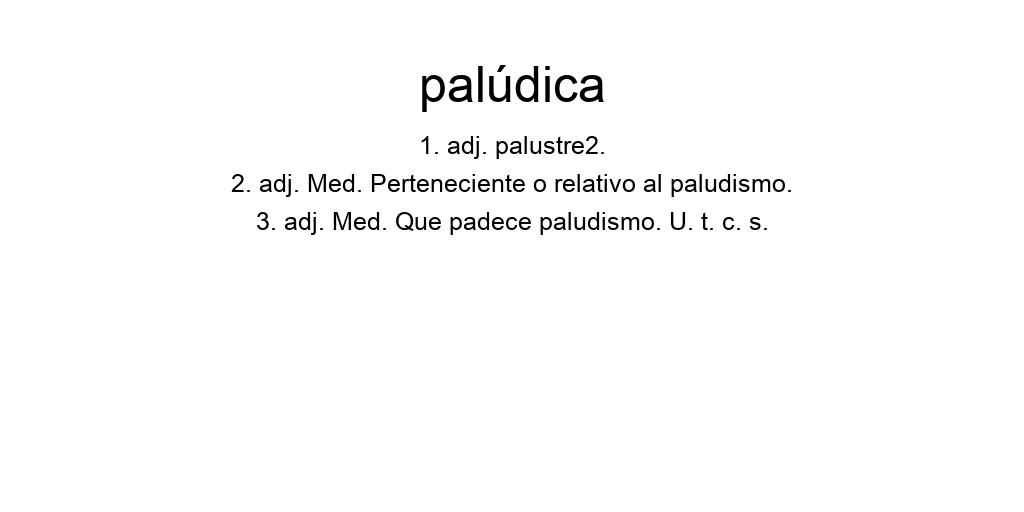 palúdica
1. adj. palustre2.
2. adj. Med. Perteneciente o relativo al paludismo.
3. adj. Med. Que padece paludismo. U. t. c. s.